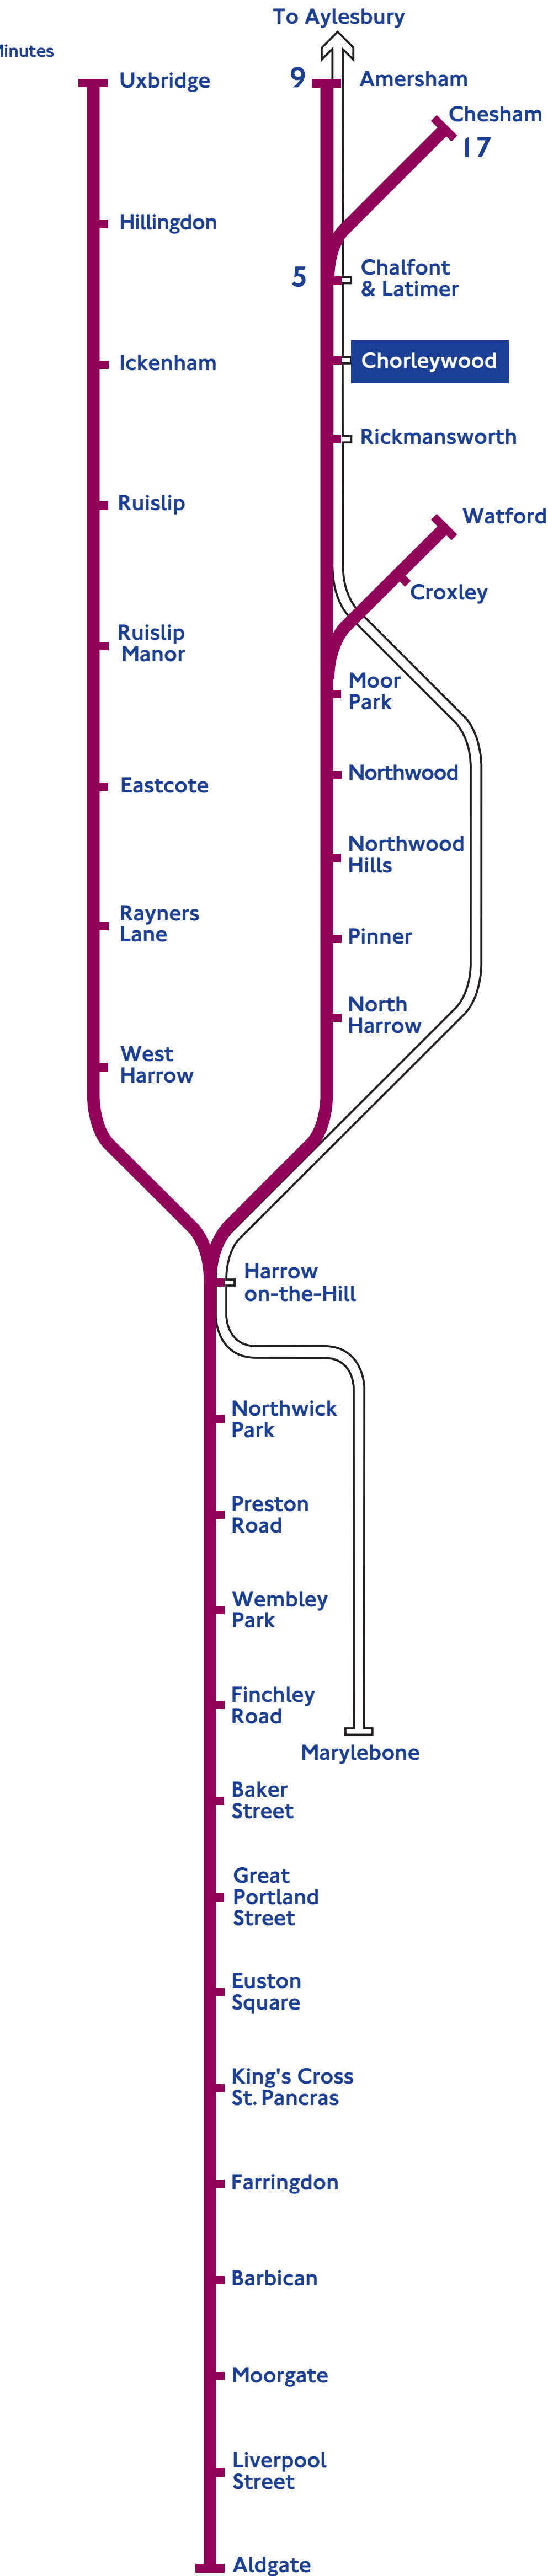 To Aylesbury
Minutes
Uxbridge
9
Amersham
Chesham
17
Hillingdon
5
Chalfont
& Latimer
Ickenham
Chorleywood
Rickmansworth
Ruislip
Watford
Croxley
Ruislip
Manor
Moor
Park
Northwood
Eastcote
Northwood
Hills
Rayners
Lane
Pinner
North
Harrow
West
Harrow
Harrow
on-the-Hill
Northwick
Park
Preston
Road
Wembley
Park
Finchley
Road
Marylebone
Baker
Street
Great
Portland
Street
Euston
Square
King's Cross
St. Pancras
Farringdon
Barbican
Moorgate
Liverpool
Street
Aldgate